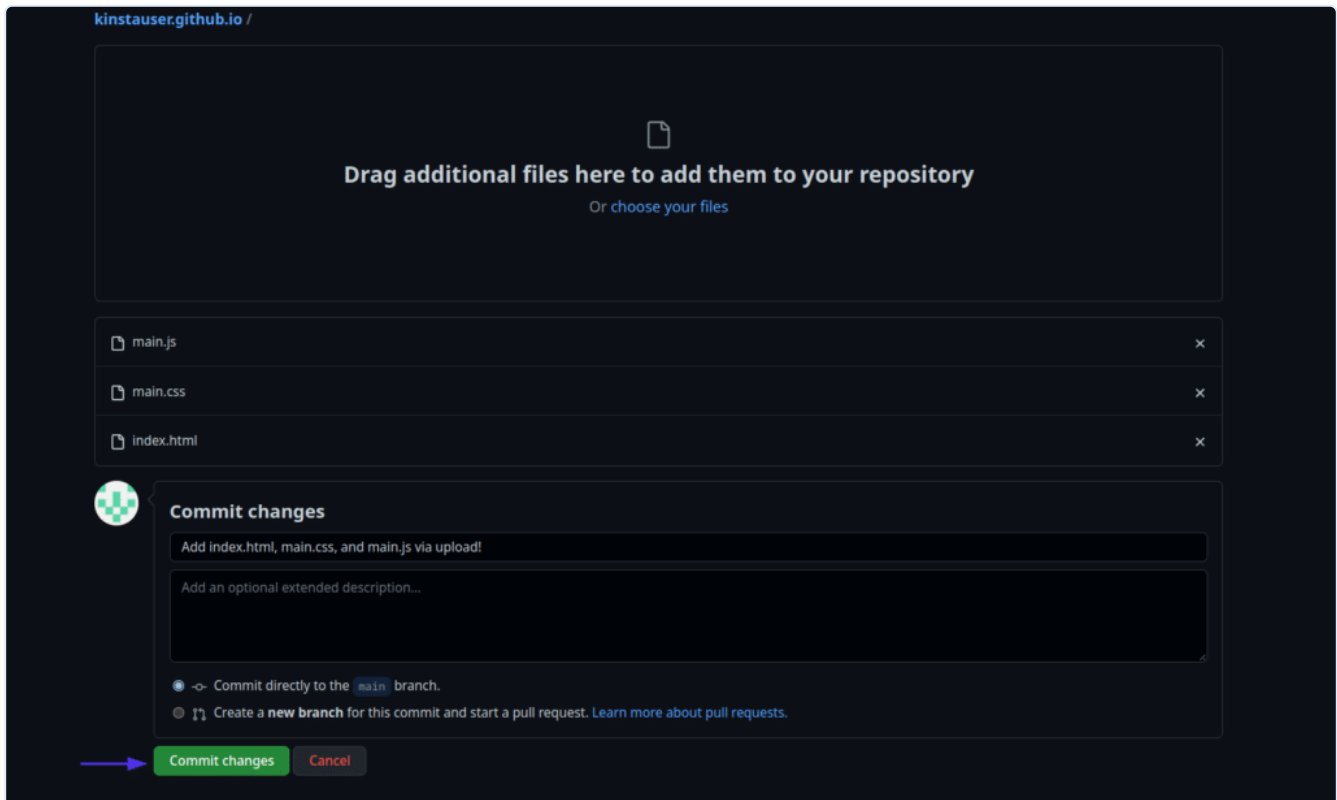 kinstauser.github.io /
Drag additional files here to add them to your repository
Or choose your files
main.js
main.css
index.html
Commit changes
Add index.html, main.css, and main.js via upload!
Add an optional extended description...
Commit directly to the main branch.
Create a new branch for this commit and start a pull request. Learn more about pull requests.
Commit changes Cancel